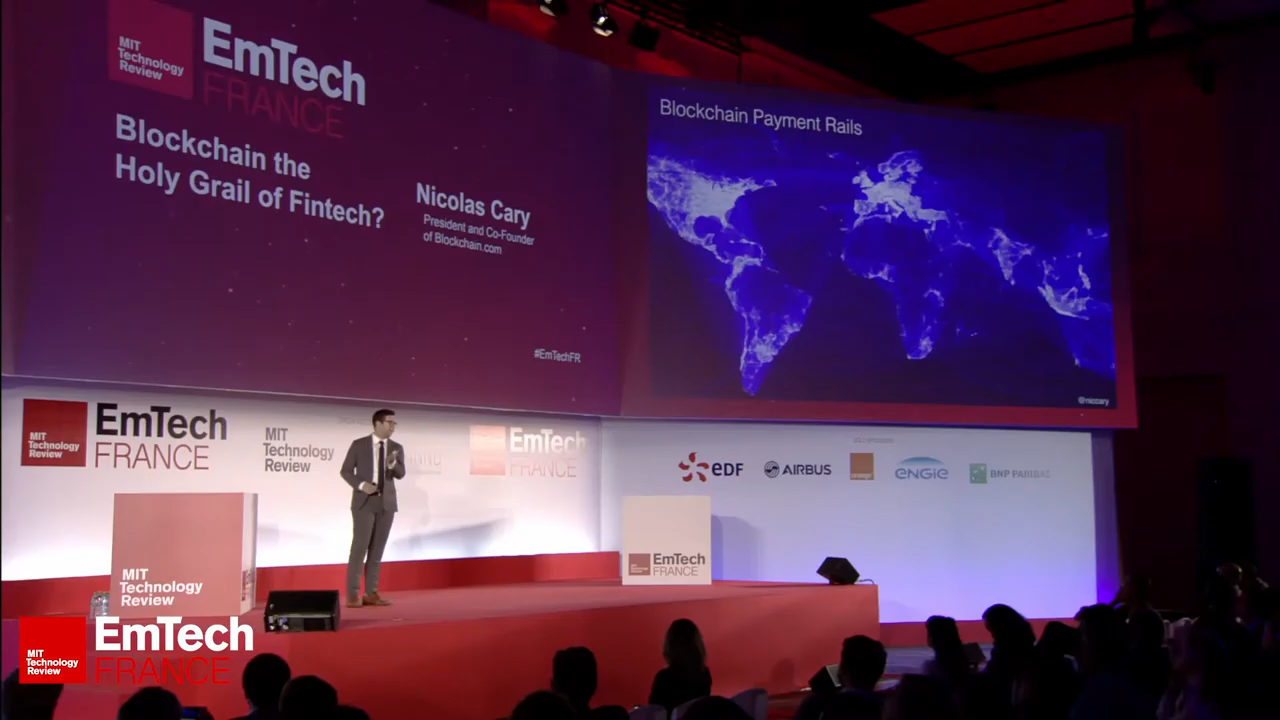 MIT
Technology
Review
EmTech
FRANCE
Blockchain the
Holy Grail of Fintech?
Nicolas Cary
President and Co-Founder
of Blockchain.com
#EmTechFR
Blockchain Payment Rails
@niccary
MIT
Technology
Review
EmTech
FRANCE
MIT
Technology
Review
EmTech
FRANCE
eDF
AIRBUS
orange
ENGIE
BNP PARIBAS
MIT
Technology
Review
EmTech
FRANCE
MIT
Technology
Review
EmTech
FRANCE